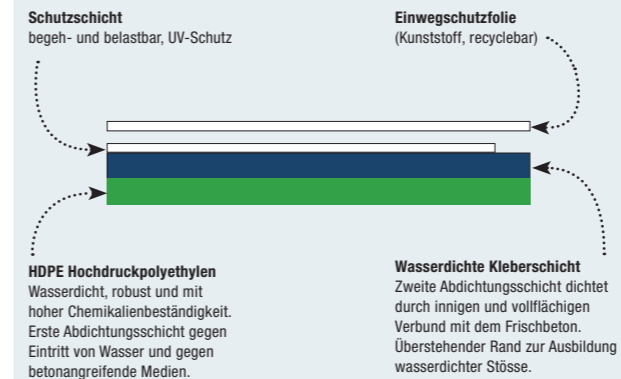 Schutzschicht
begeh- und belastbar, UV-Schutz
Einwegschutzfolie
(Kunststoff, recyclebar)
HDPE Hochdruckpolyethylen
Wasserdicht, robust und mit
hoher Chemikalienbeständigkeit.
Erste Abdichtungsschicht gegen
Eintritt von Wasser und gegen
betonangreifende Medien.
Wasserdichte Kleberschicht
Zweite Abdichtungsschicht dichtet
durch innigen und vollflächigen
Verbund mit dem Frischbeton.
Überstehender Rand zur Ausbildung
wasserdichter Stösse.